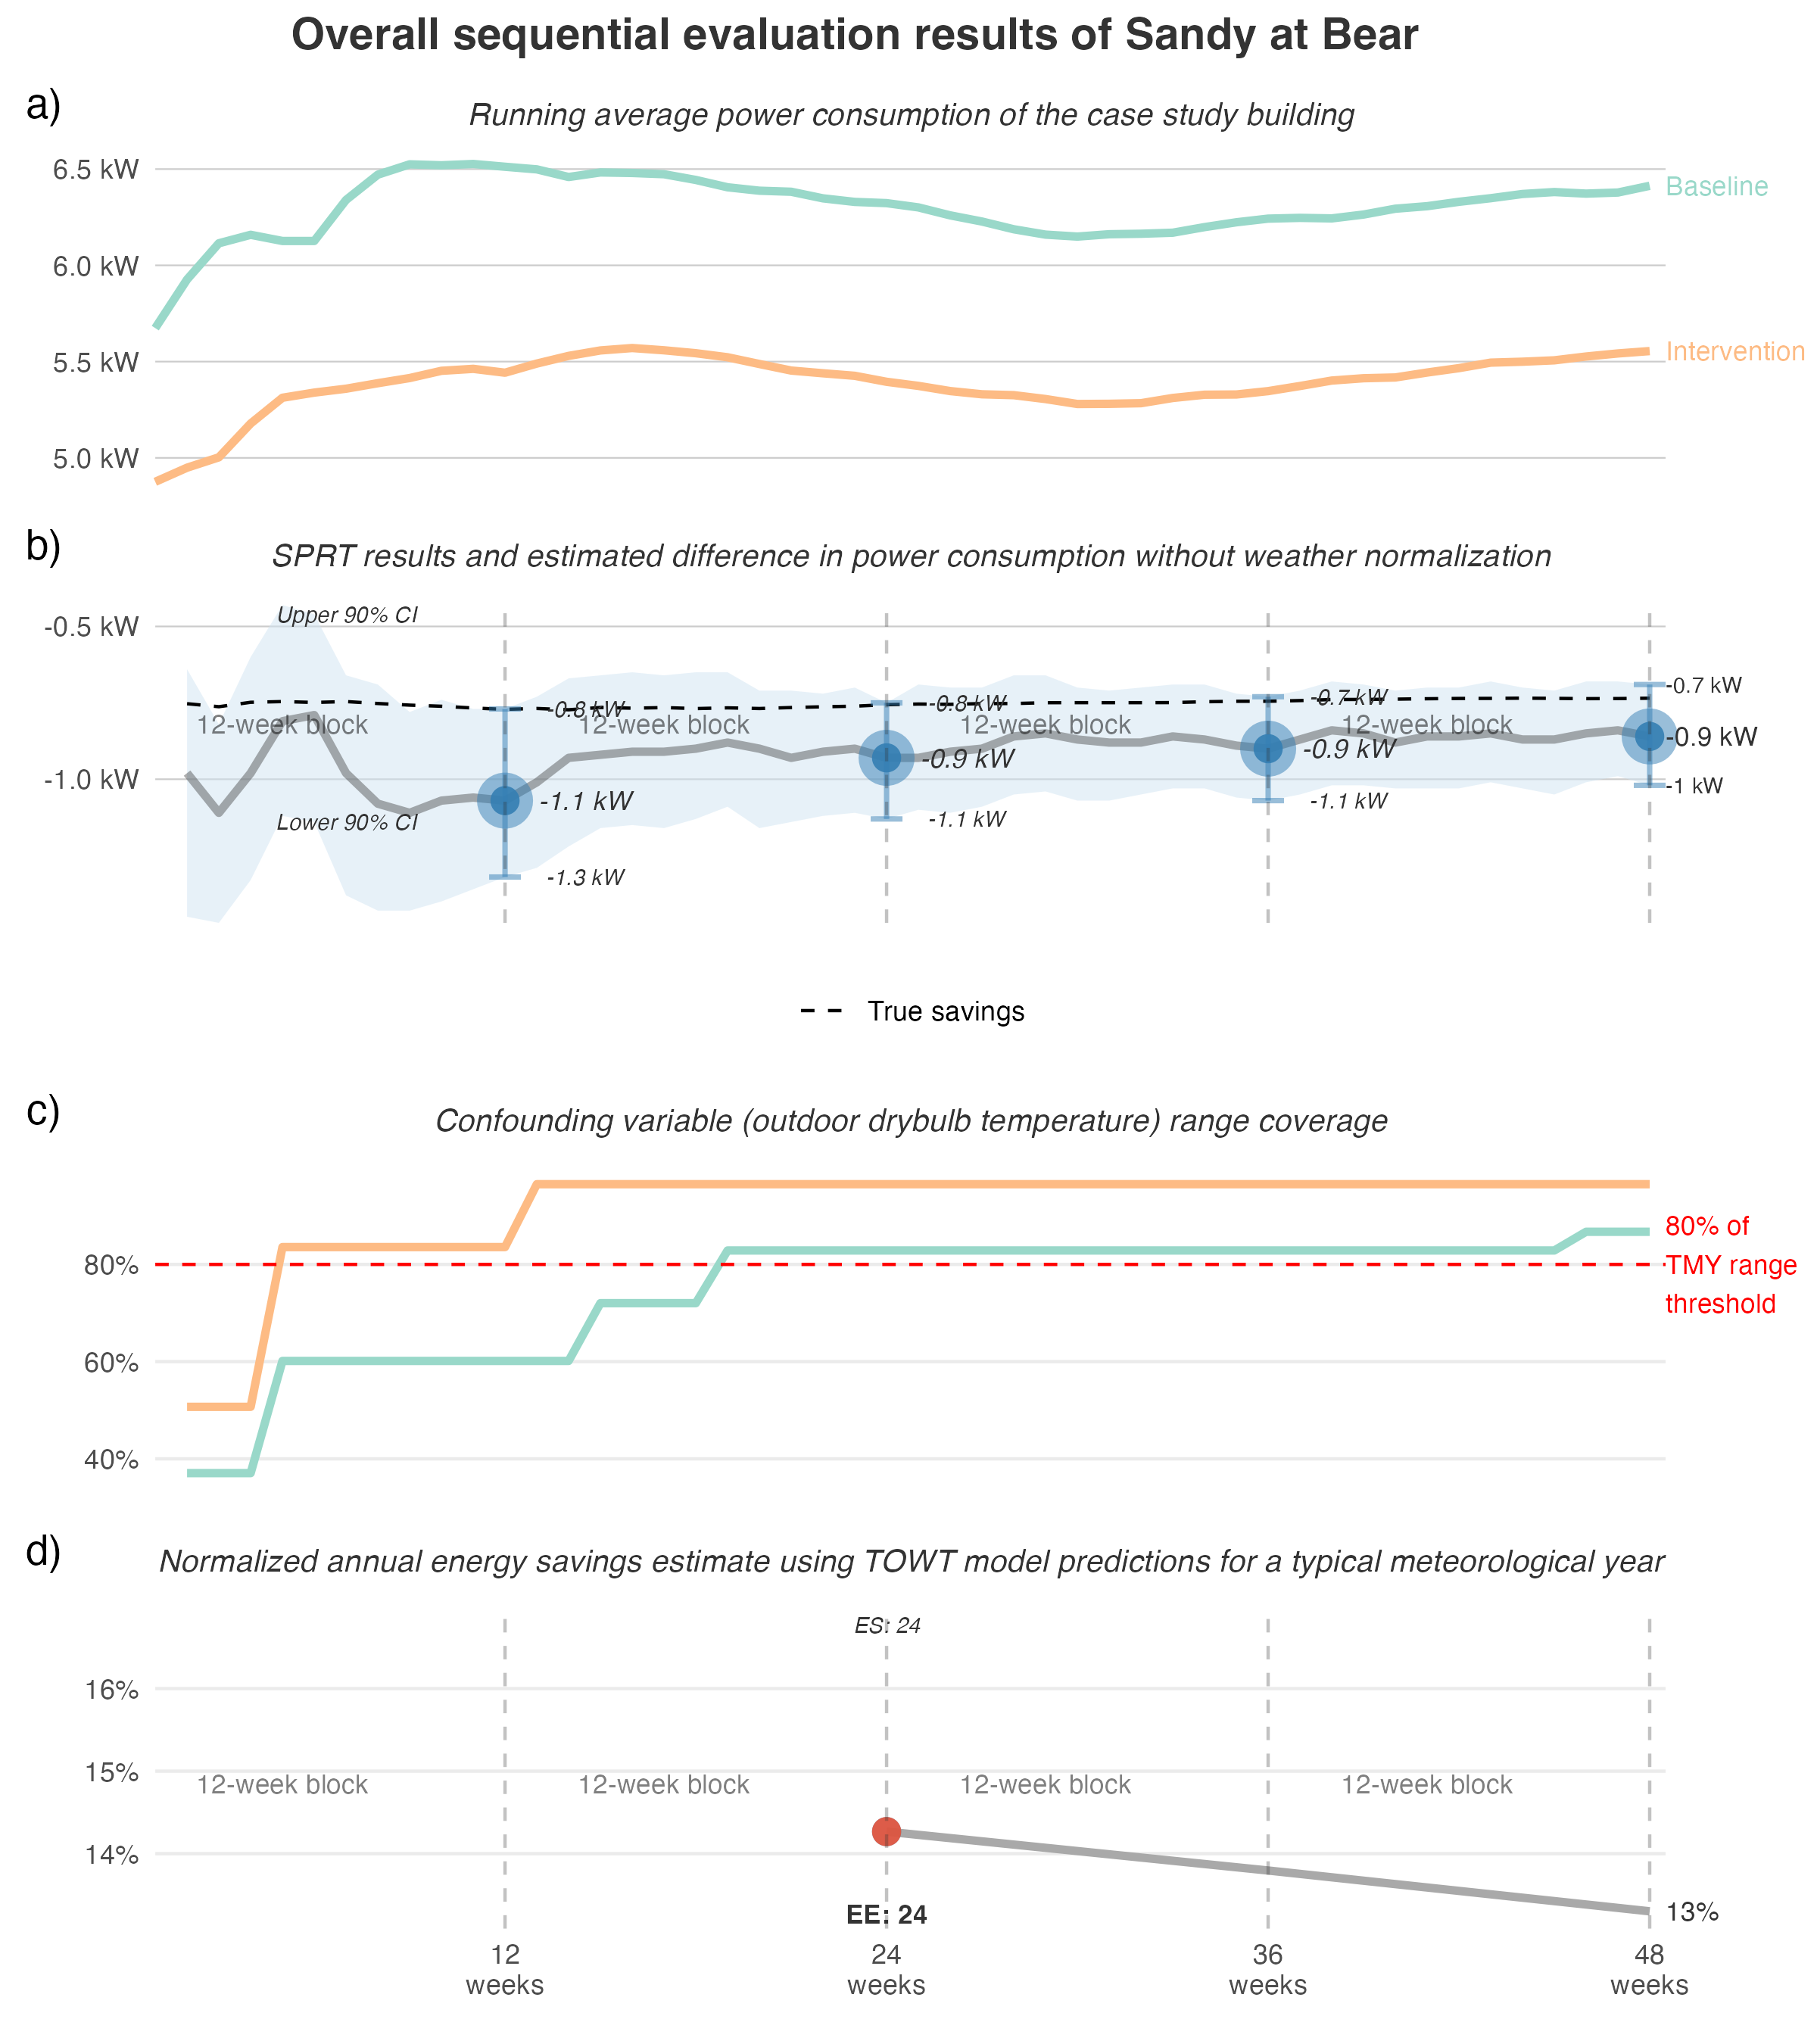 Overall sequential evaluation results of Sandy at Bear
a)
Running average power consumption of the case study building
6.5 kW
6.0 kW
5.5 kW
5.0 kW
Baseline
Intervention
b)
SPRT results and estimated difference in power consumption without weather normalization
-0.5 kW
-1.0 kW
Upper 90% CI
Lower 90% CI
12-week block
12-week block
12-week block
12-week block
-0.8 kW
-1.1 kW
-1.3 kW
-0.8 kW
-0.9 kW
-1.1 kW
-0.7 kW
-0.9 kW
-1.1 kW
-0.7 kW
-0.9 kW
-1 kW
True savings
c)
Confounding variable (outdoor drybulb temperature) range coverage
80%
60%
40%
80% of
TMY range
threshold
d)
Normalized annual energy savings estimate using TOWT model predictions for a typical meteorological year
ES: 24
16%
15%
14%
12-week block
12-week block
12-week block
12-week block
EE: 24
13%
12
weeks
24
weeks
36
weeks
48
weeks